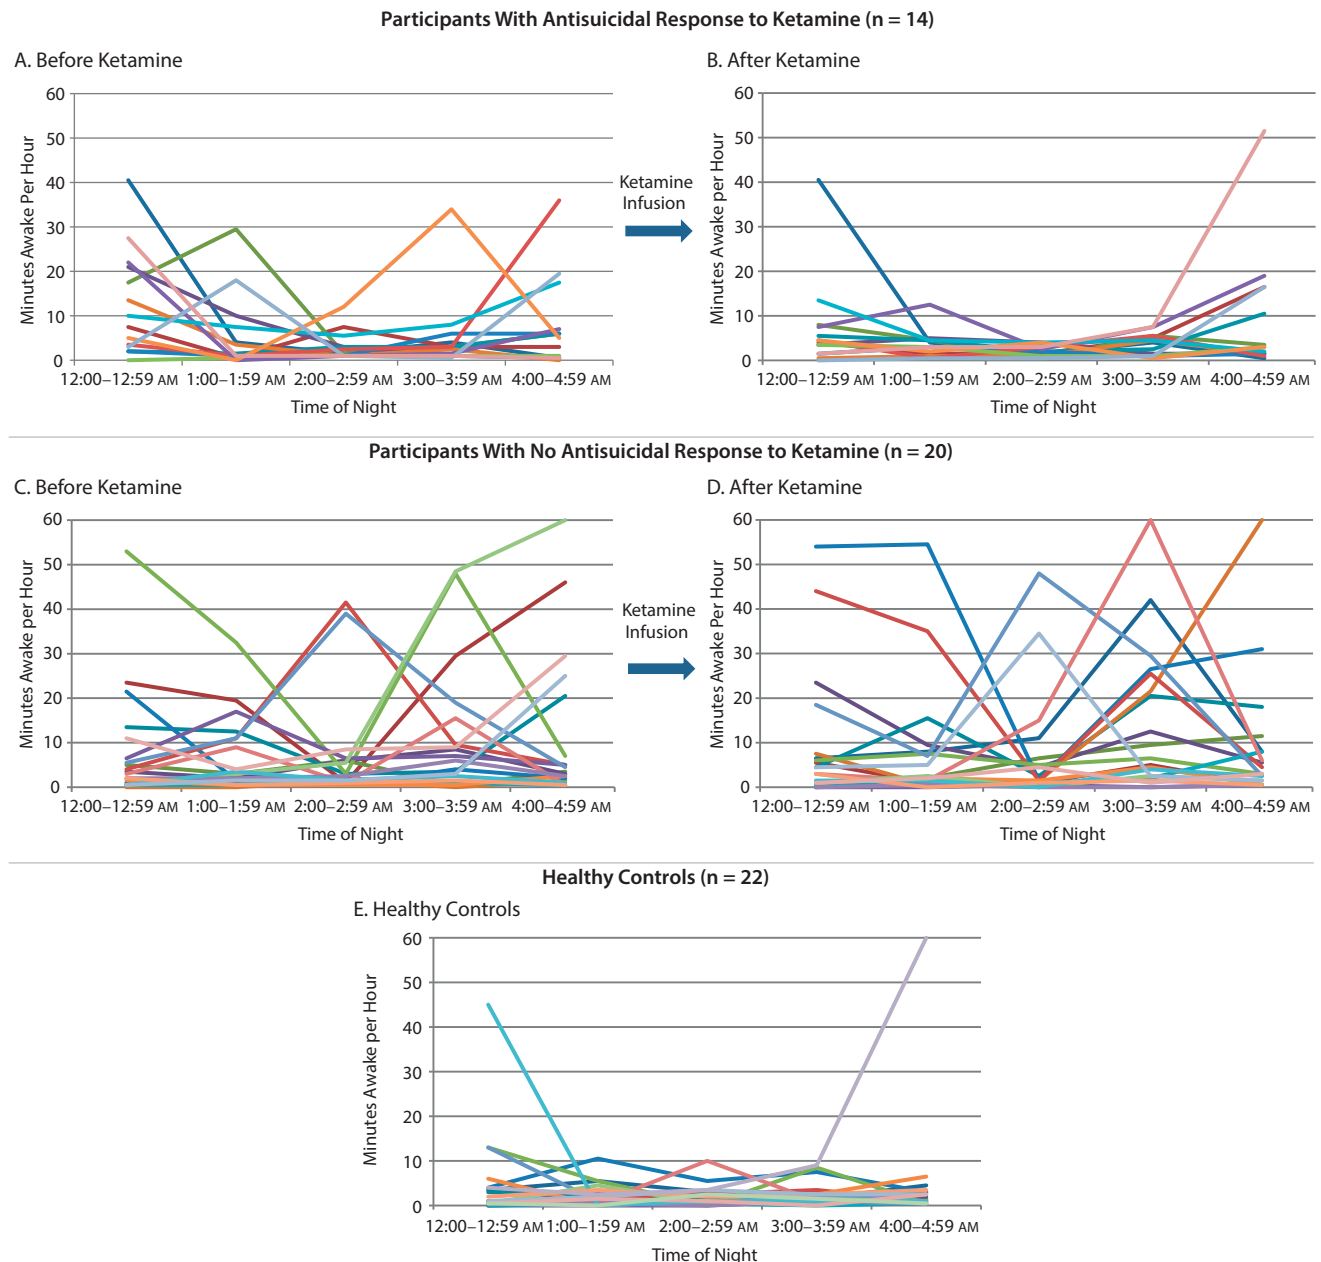 Participants With Antisuicidal Response to Ketamine (n = 14)
A. Before Ketamine
B. After Ketamine
Minutes Awake Per Hour
60
50
40
30
20
10
0
12:00–12:59 AM 1:00–1:59 AM 2:00–2:59 AM 3:00–3:59 AM 4:00–4:59 AM
Time of Night
Ketamine
Infusion
Minutes Awake per Hour
60
50
40
30
20
10
0
12:00–12:59 AM 1:00–1:59 AM 2:00–2:59 AM 3:00–3:59 AM 4:00–4:59 AM
Time of Night
Participants With No Antisuicidal Response to Ketamine (n = 20)
C. Before Ketamine
D. After Ketamine
Minutes Awake per Hour
60
50
40
30
20
10
0
12:00–12:59 AM 1:00–1:59 AM 2:00–2:59 AM 3:00–3:59 AM 4:00–4:59 AM
Time of Night
Ketamine
Infusion
Minutes Awake per Hour
60
50
40
30
20
10
0
12:00–12:59 AM 1:00–1:59 AM 2:00–2:59 AM 3:00–3:59 AM 4:00–4:59 AM
Time of Night
Healthy Controls (n = 22)
E. Healthy Controls
Minutes Awake per Hour
60
50
40
30
20
10
0
12:00–12:59 AM 1:00–1:59 AM 2:00–2:59 AM 3:00–3:59 AM 4:00–4:59 AM
Time of Night